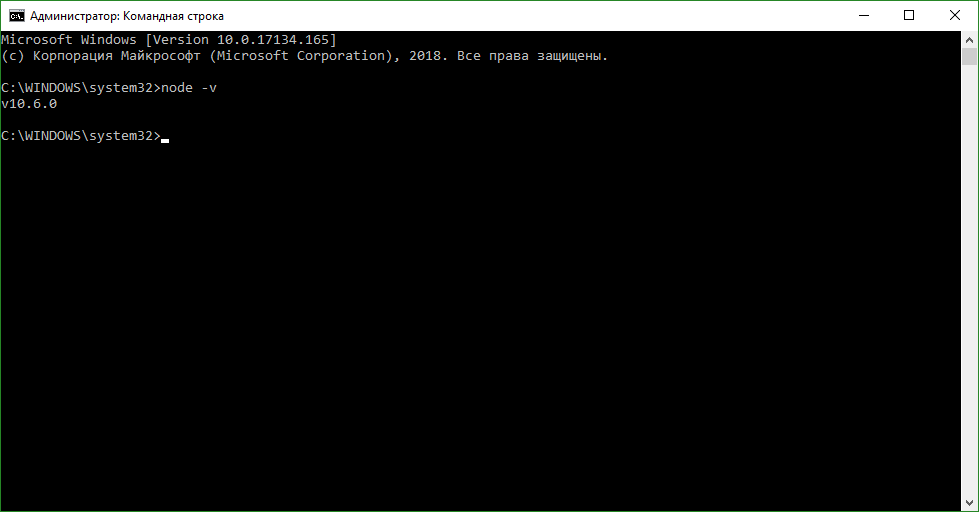 Администратор: Командная строка
Microsoft Windows [Version 10.0.17134.165]
(c) Корпорация Майкрософт (Microsoft Corporation), 2018. Все права защищены.
C:\WINDOWS\system32>node -v
v10.6.0
C:\WINDOWS\system32>